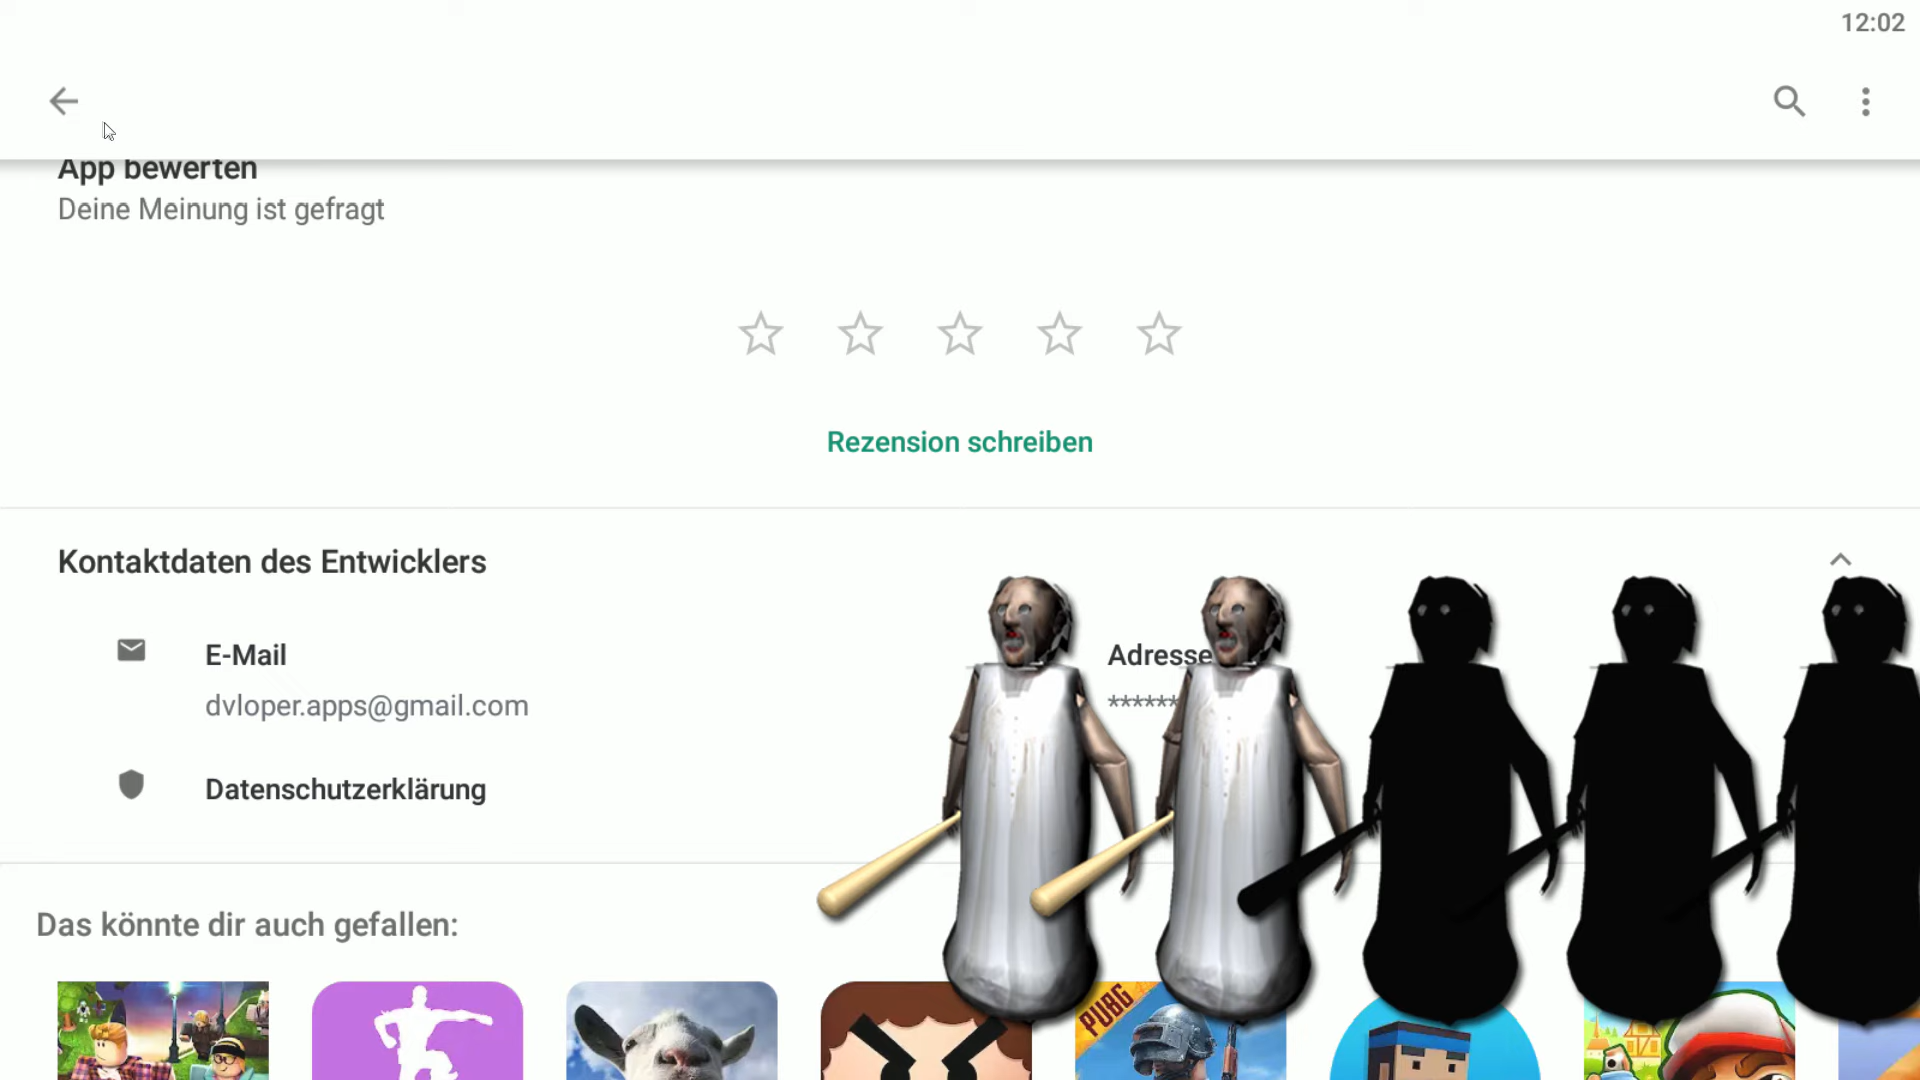 12:02
App bewerten
Deine Meinung ist gefragt
Rezension schreiben
Kontaktdaten des Entwicklers
E-Mail
dvloper.apps@gmail.com
Adresse
******
Datenschutzerklärung
Das könnte dir auch gefallen:
PUBG